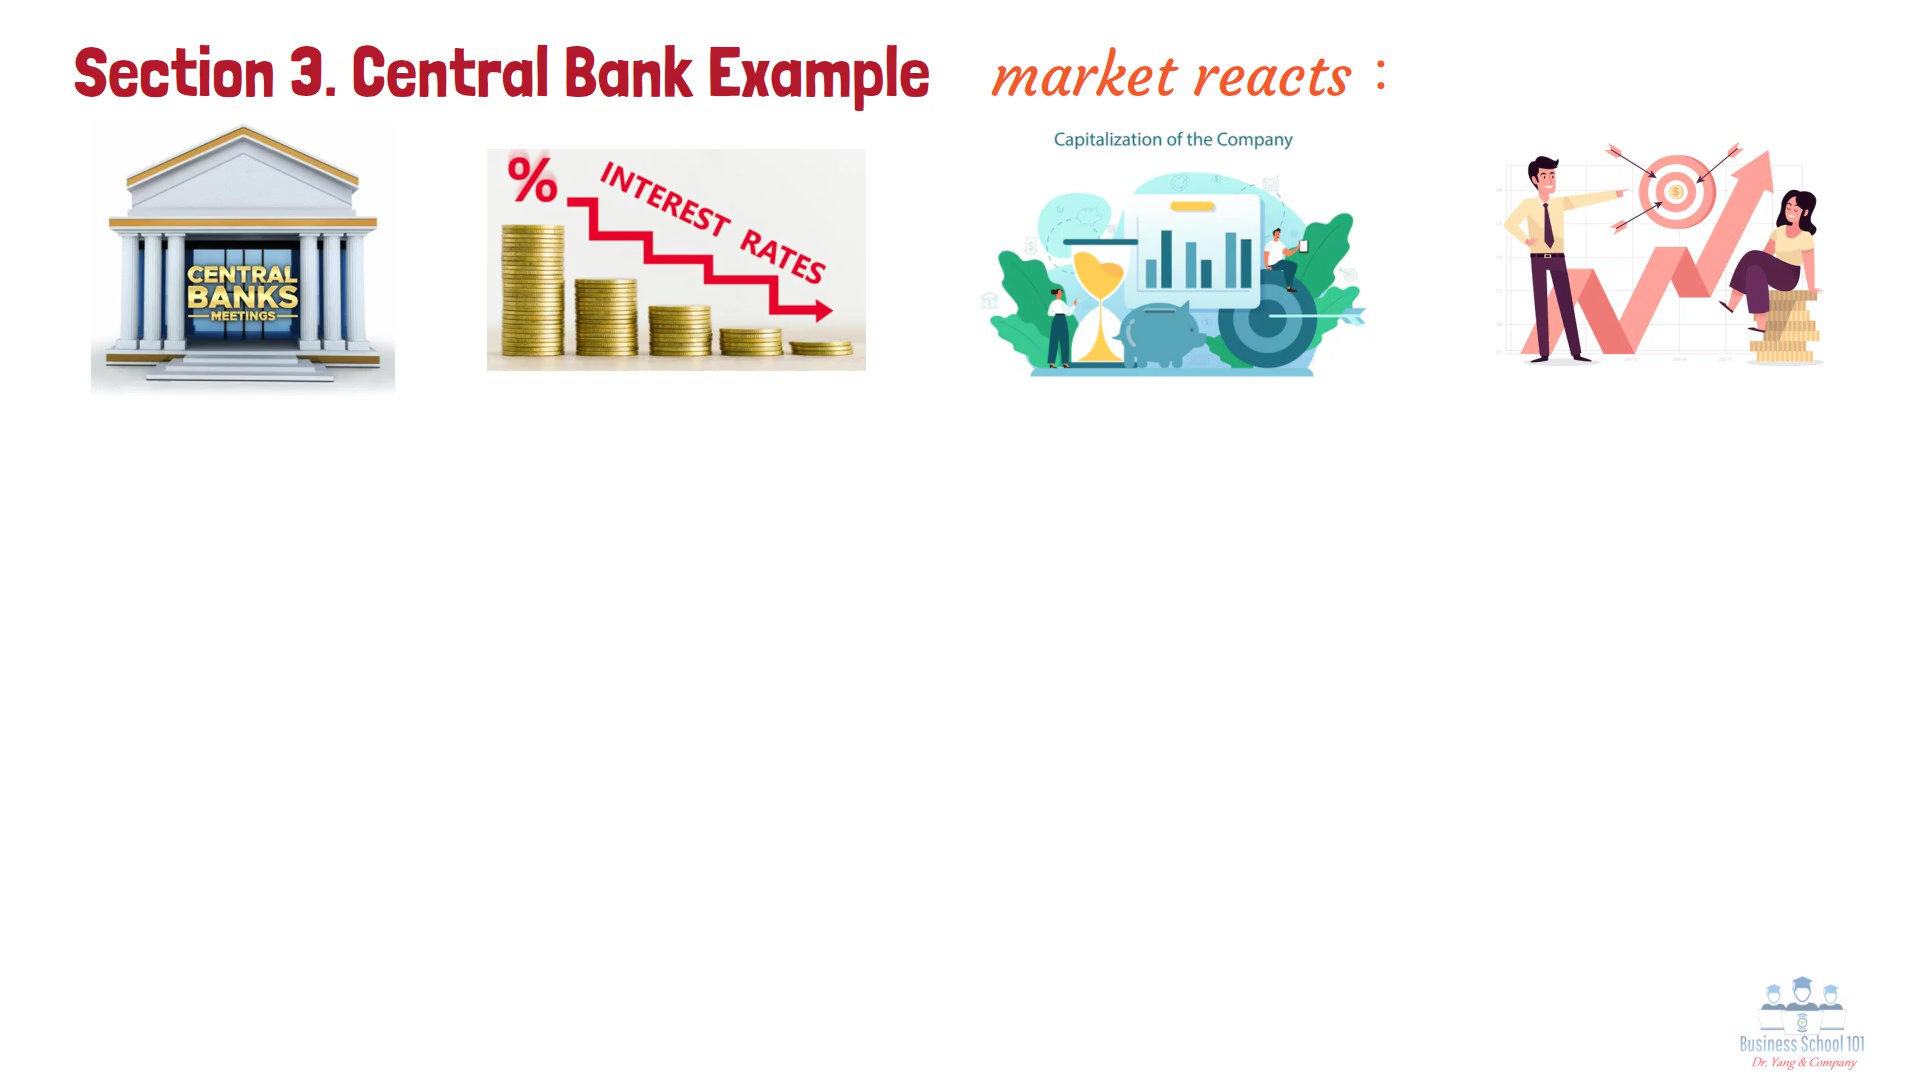 Section 3. Central Bank Example market reacts :
CENTRAL
BANKS
MEETINGS
% INTEREST RATES
Capitalization of the Company
Business School 101
Dr. Yang & Company